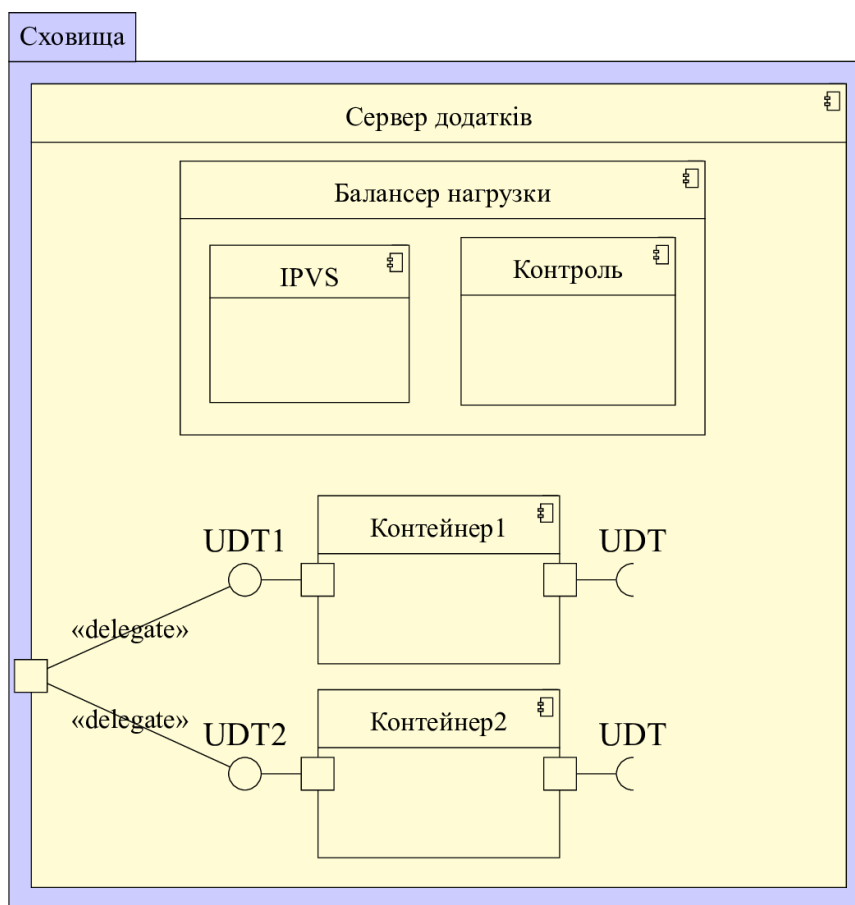 Сховища
Сервер додатків
Балансер нагрузки
IPVS
Контроль
UDT1
Контейнер1
UDT
«delegate»
«delegate»
UDT2
Контейнер2
UDT